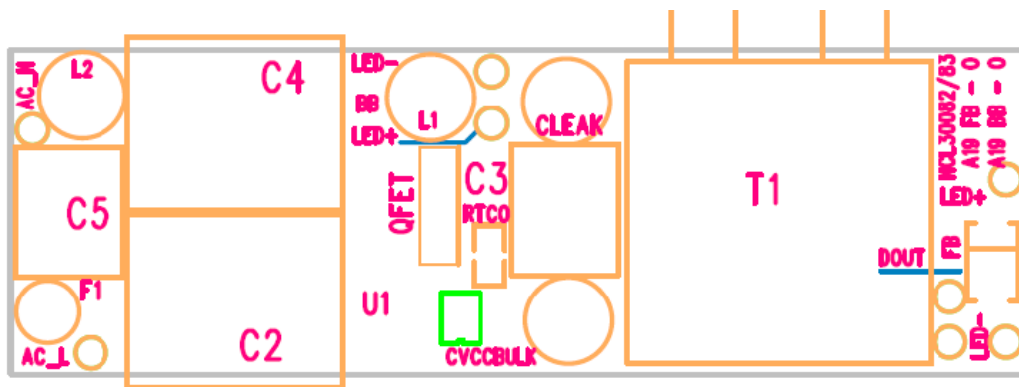 AC_N
L2
C4
LED-
BB
LED+
L1
CLEAK
C3
RTCO
QFET
T1
NCL30082/83
A19 FB - 0
A19 BB - 0
LED+
FB
DOUT
LED-
C5
F1
AC_L
C2
U1
CVCCBULK